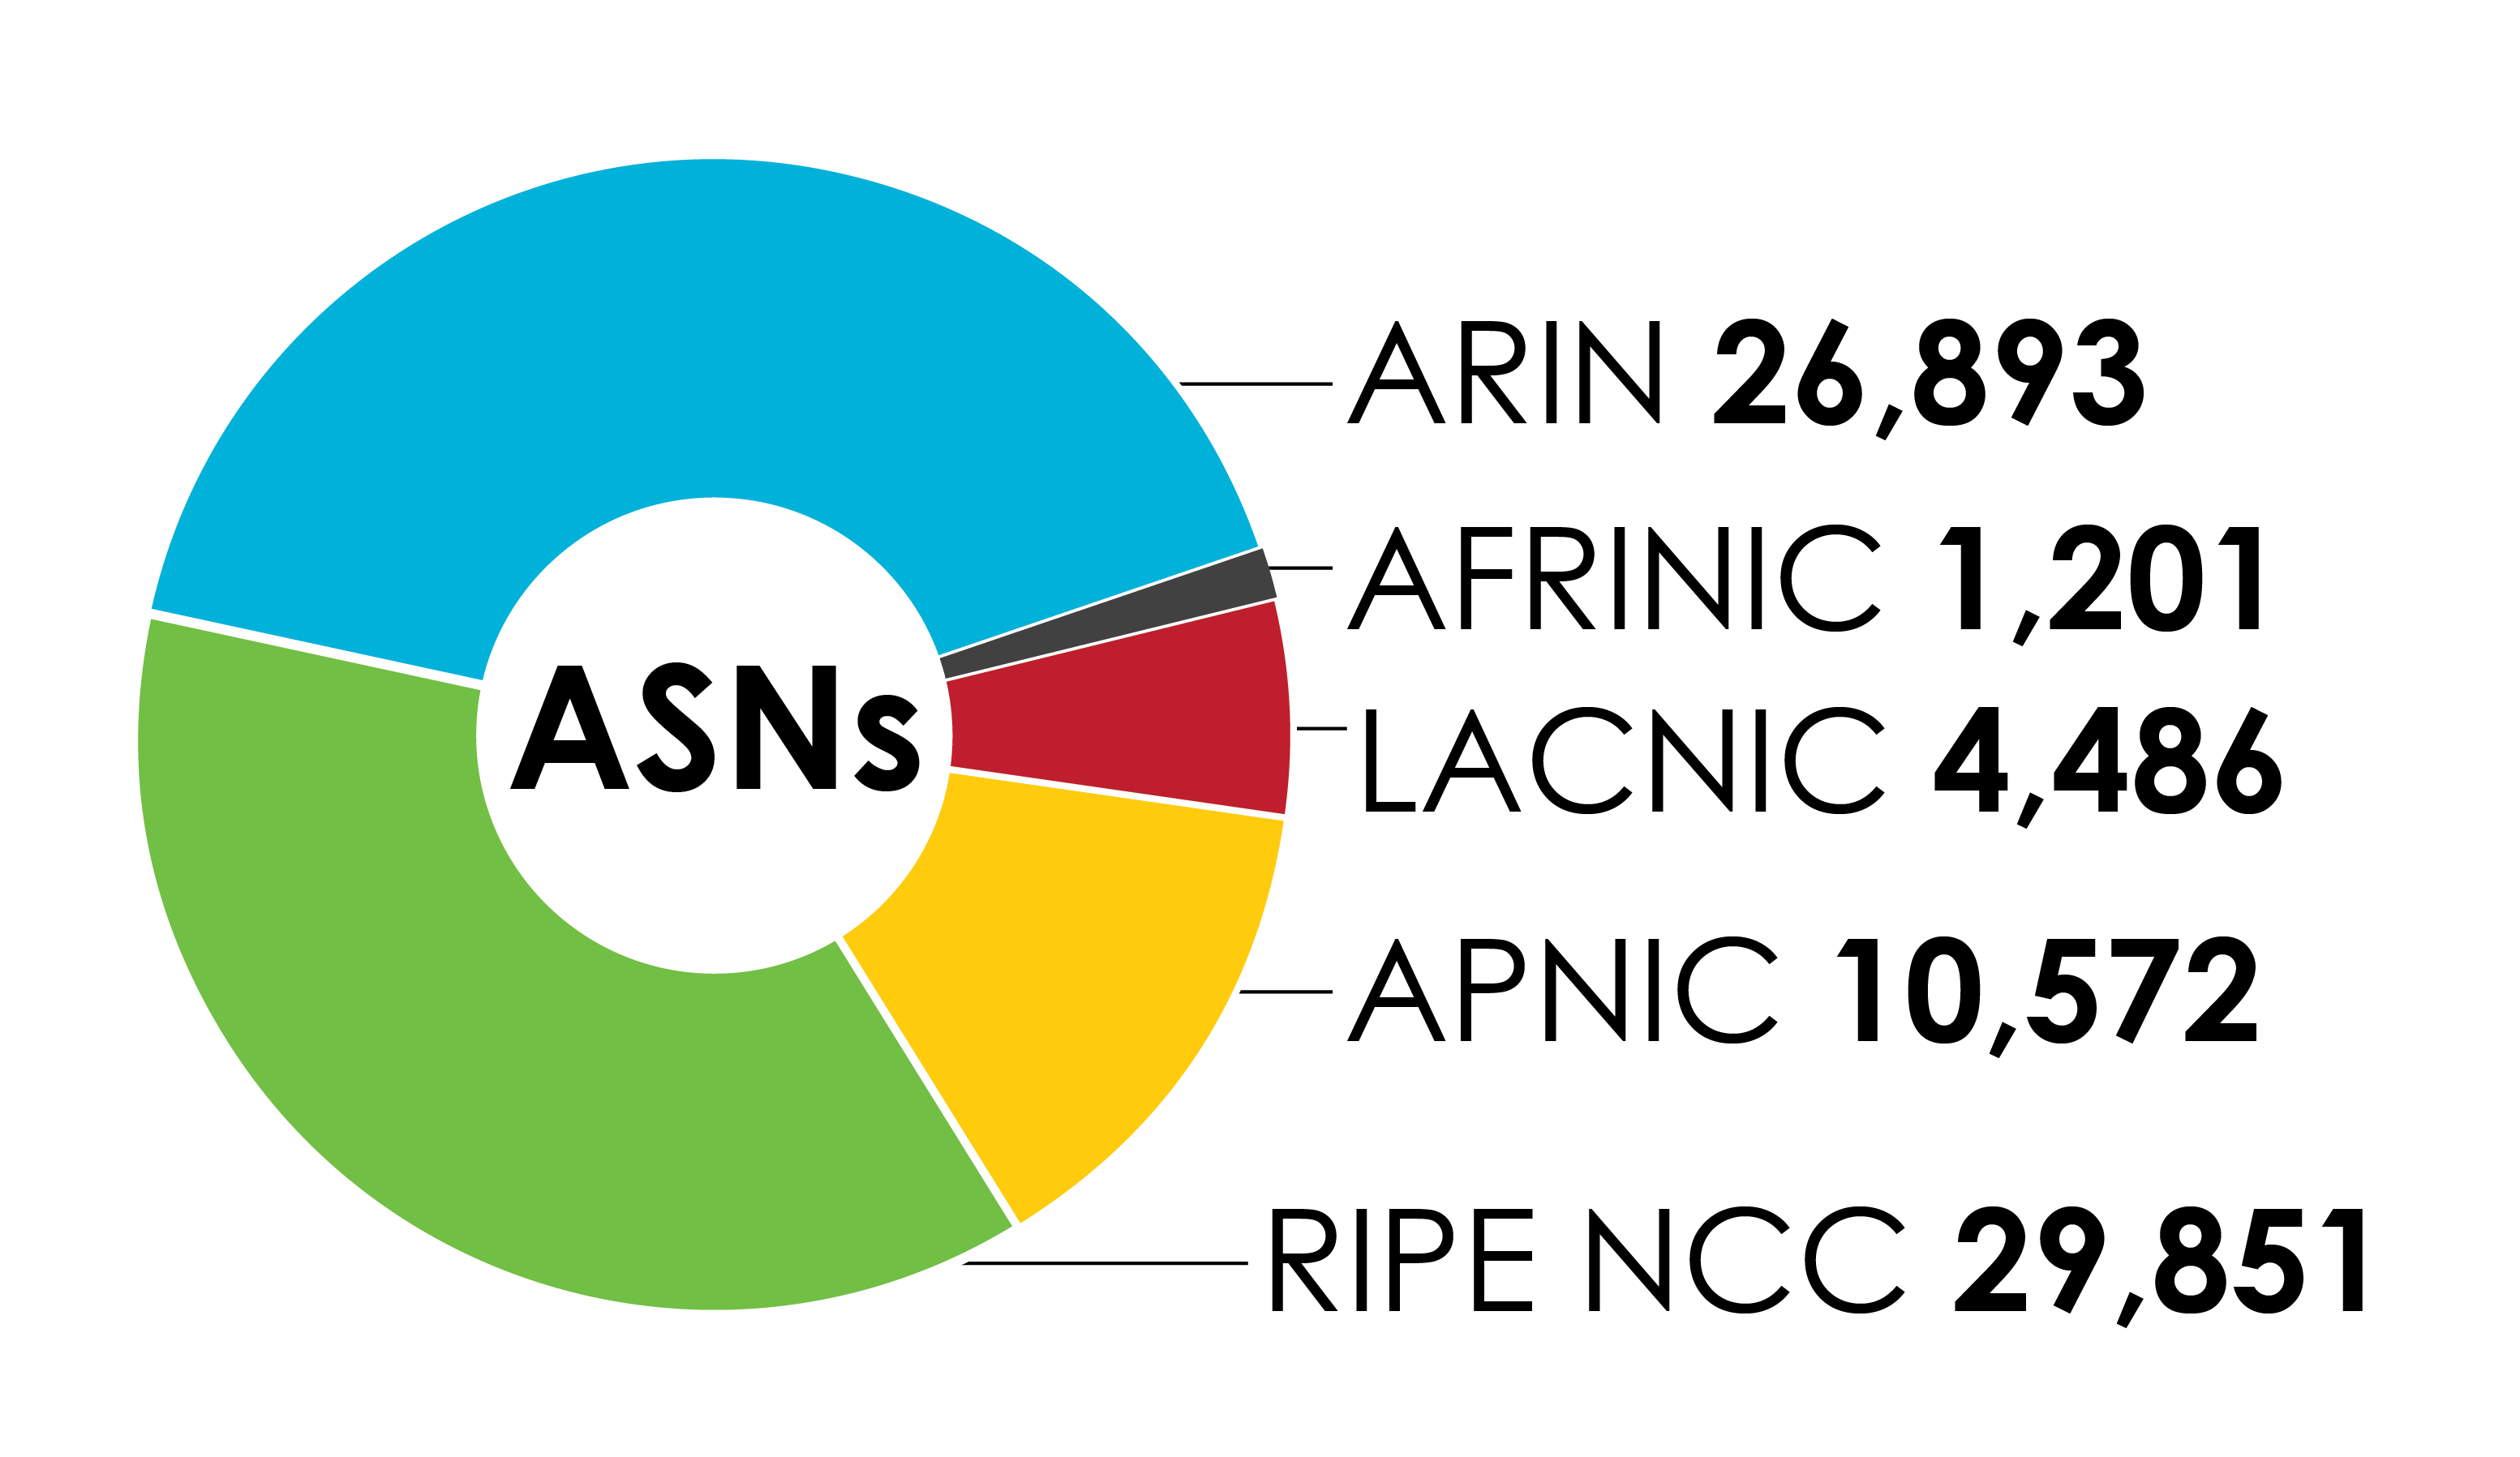 ASNs
ARIN 26,893
AFRINIC 1,201
LACNIC 4,486
APNIC 10,572
RIPE NCC 29,851